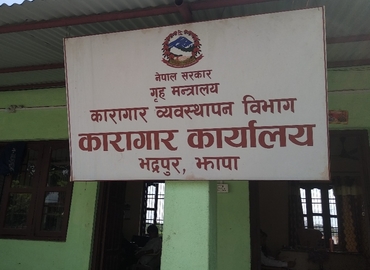 नेपाल सरकार
गृह मन्त्रालय
कारागार व्यवस्थापन विभाग
कारागार कार्यालय
भद्रपुर, झापा